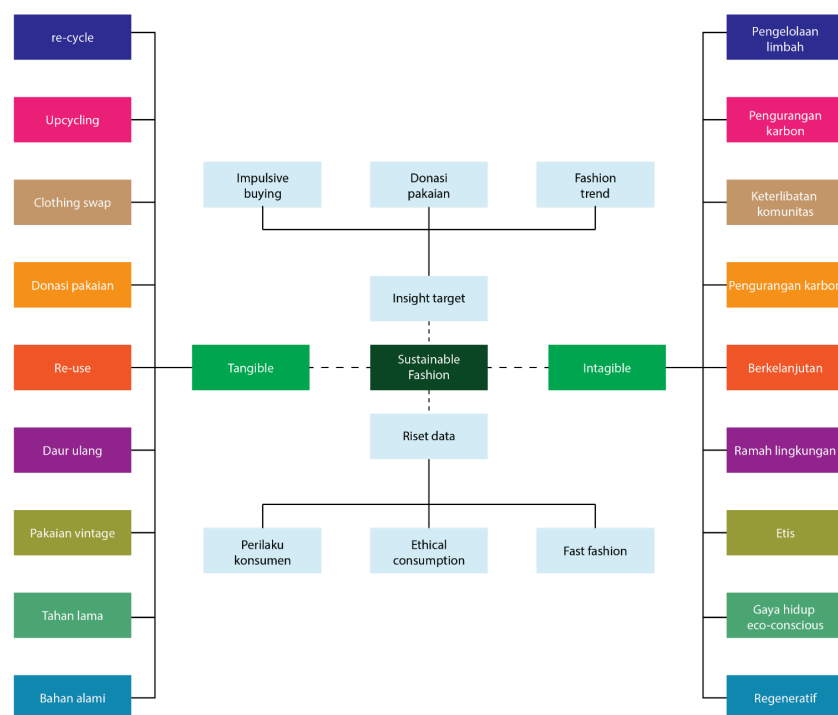 re-cycle
Upcycling
Clothing swap
Donasi pakaian
Re-use
Daur ulang
Pakaian vintage
Tahan lama
Bahan alami
Tangible
Impulsive
buying
Donasi
pakaian
Fashion
trend
Insight target
Sustainable
Fashion
Riset data
Perilaku
konsumen
Ethical
consumption
Fast fashion
Intagible
Pengelolaan
limbah
Pengurangan
karbon
Keterlibatan
komunitas
Pengurangan karbon
Berkelanjutan
Ramah lingkungan
Etis
Gaya hidup
eco-conscious
Regeneratif